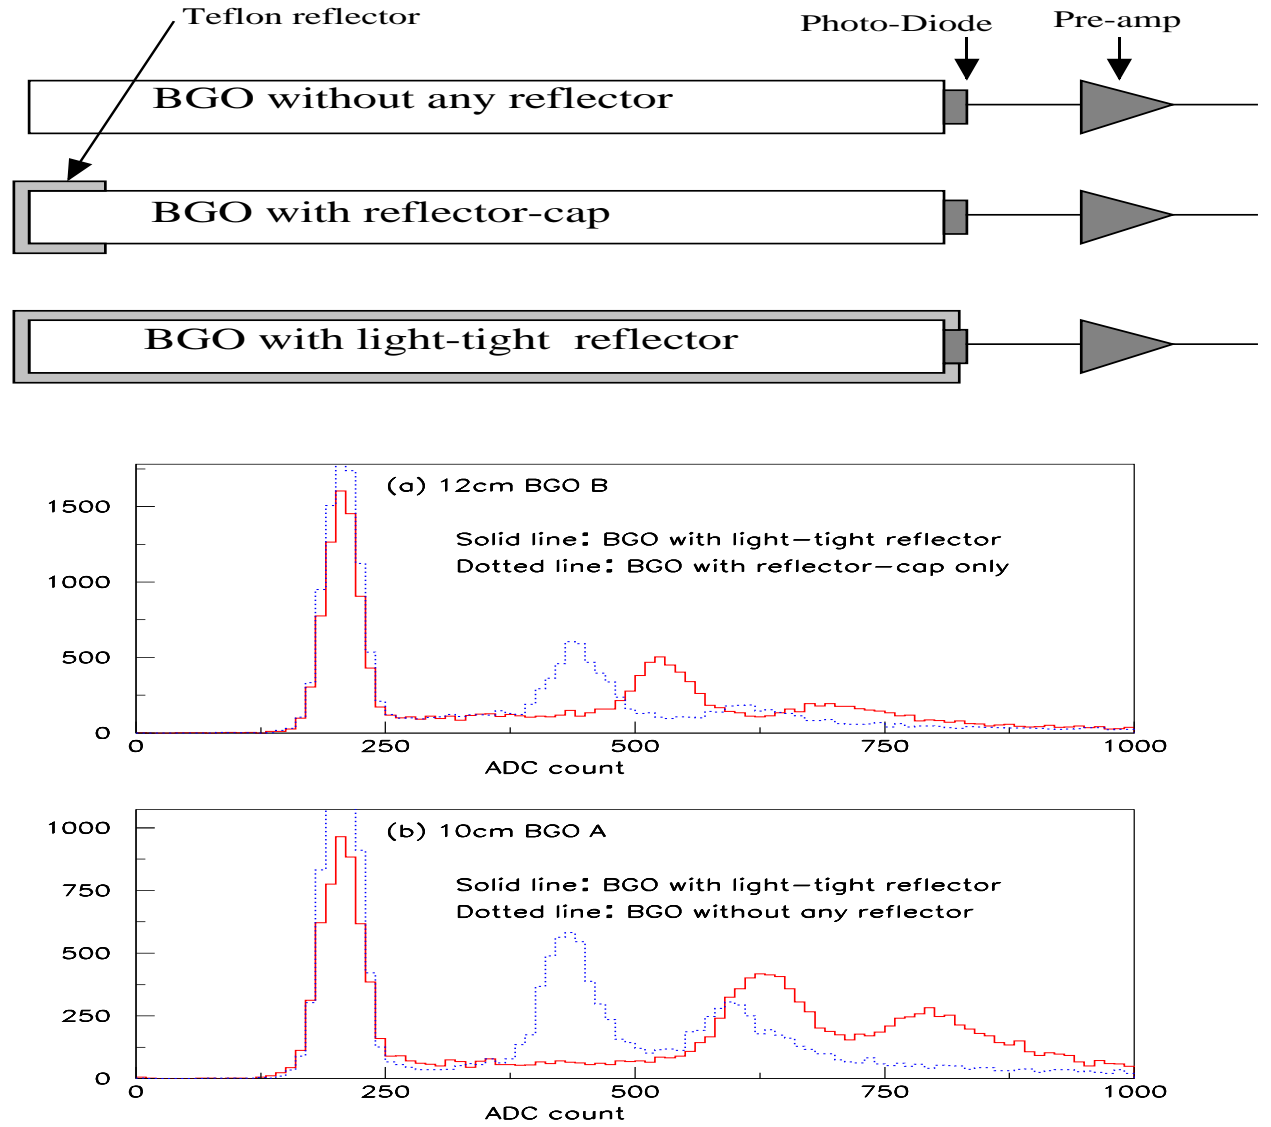 Teflon reflector
Photo-Diode
Pre-amp
BGO without any reflector
BGO with reflector-cap
BGO with light-tight reflector
(a) 12cm BGO B
Solid line: BGO with light-tight reflector
Dotted line: BGO with reflector-cap only
1500
1000
500
0
0 250 500 750 1000
ADC count
(b) 10cm BGO A
Solid line: BGO with light-tight reflector
Dotted line: BGO without any reflector
1000
750
500
250
0
0 250 500 750 1000
ADC count